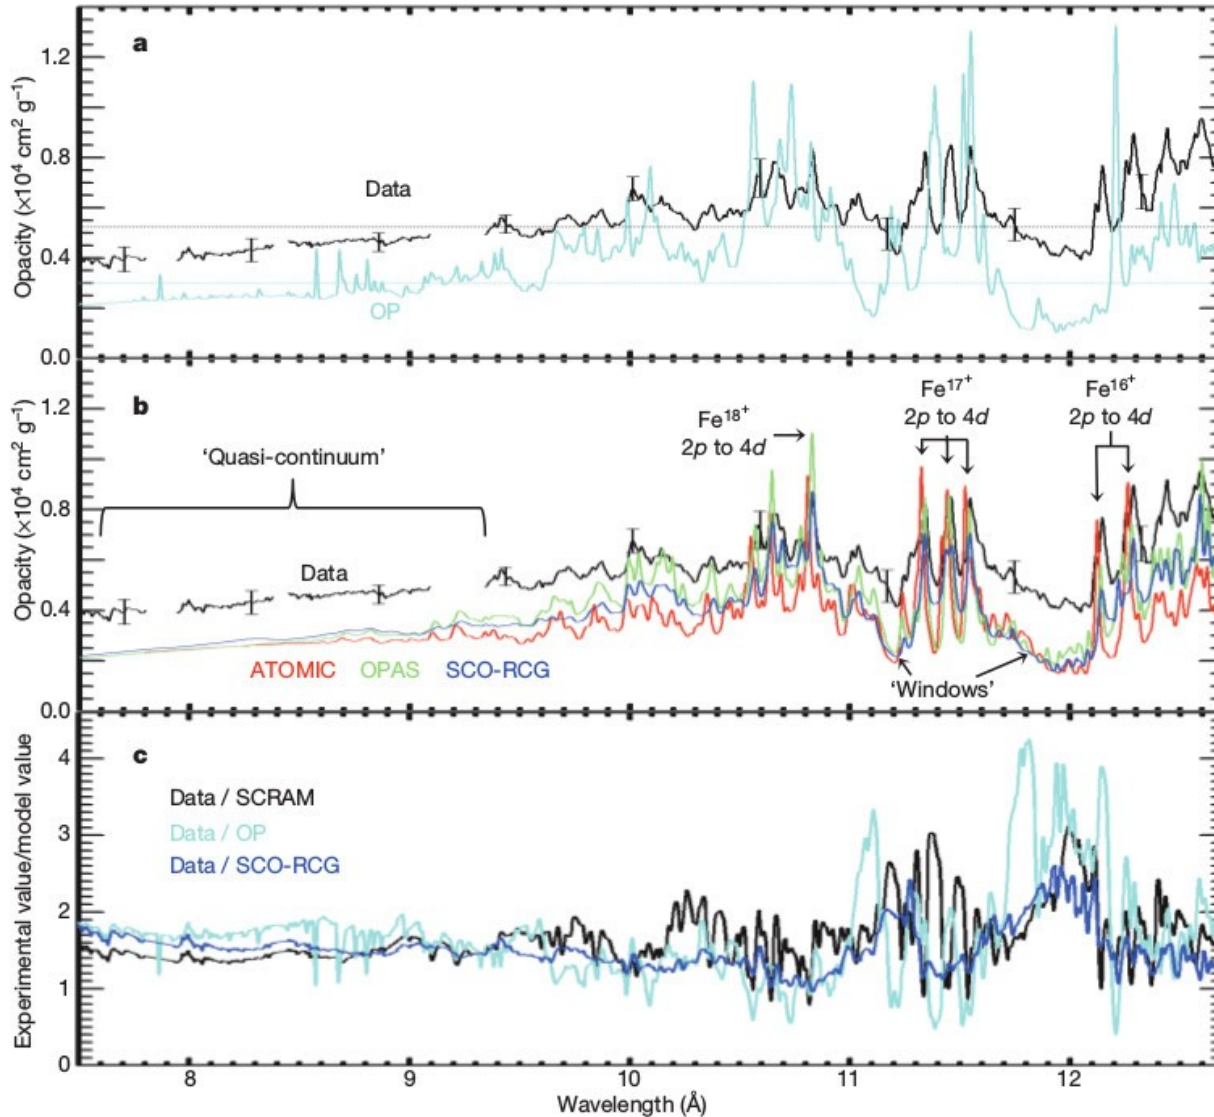 a
1.2
0.8
0.4
0.0
Opacity (×10⁴ cm² g⁻¹)
Data
OP
b
1.2
0.8
0.4
0.0
Opacity (×10⁴ cm² g⁻¹)
'Quasi-continuum'
Data
Fe¹⁸⁺
2p to 4d
Fe¹⁷⁺
2p to 4d
Fe¹⁶⁺
2p to 4d
ATOMIC OPAS SCO-RCG
'Windows'
c
4
3
2
1
0
Experimental value/model value
Data / SCRAM
Data / OP
Data / SCO-RCG
8 9 10 11 12
Wavelength (Å)